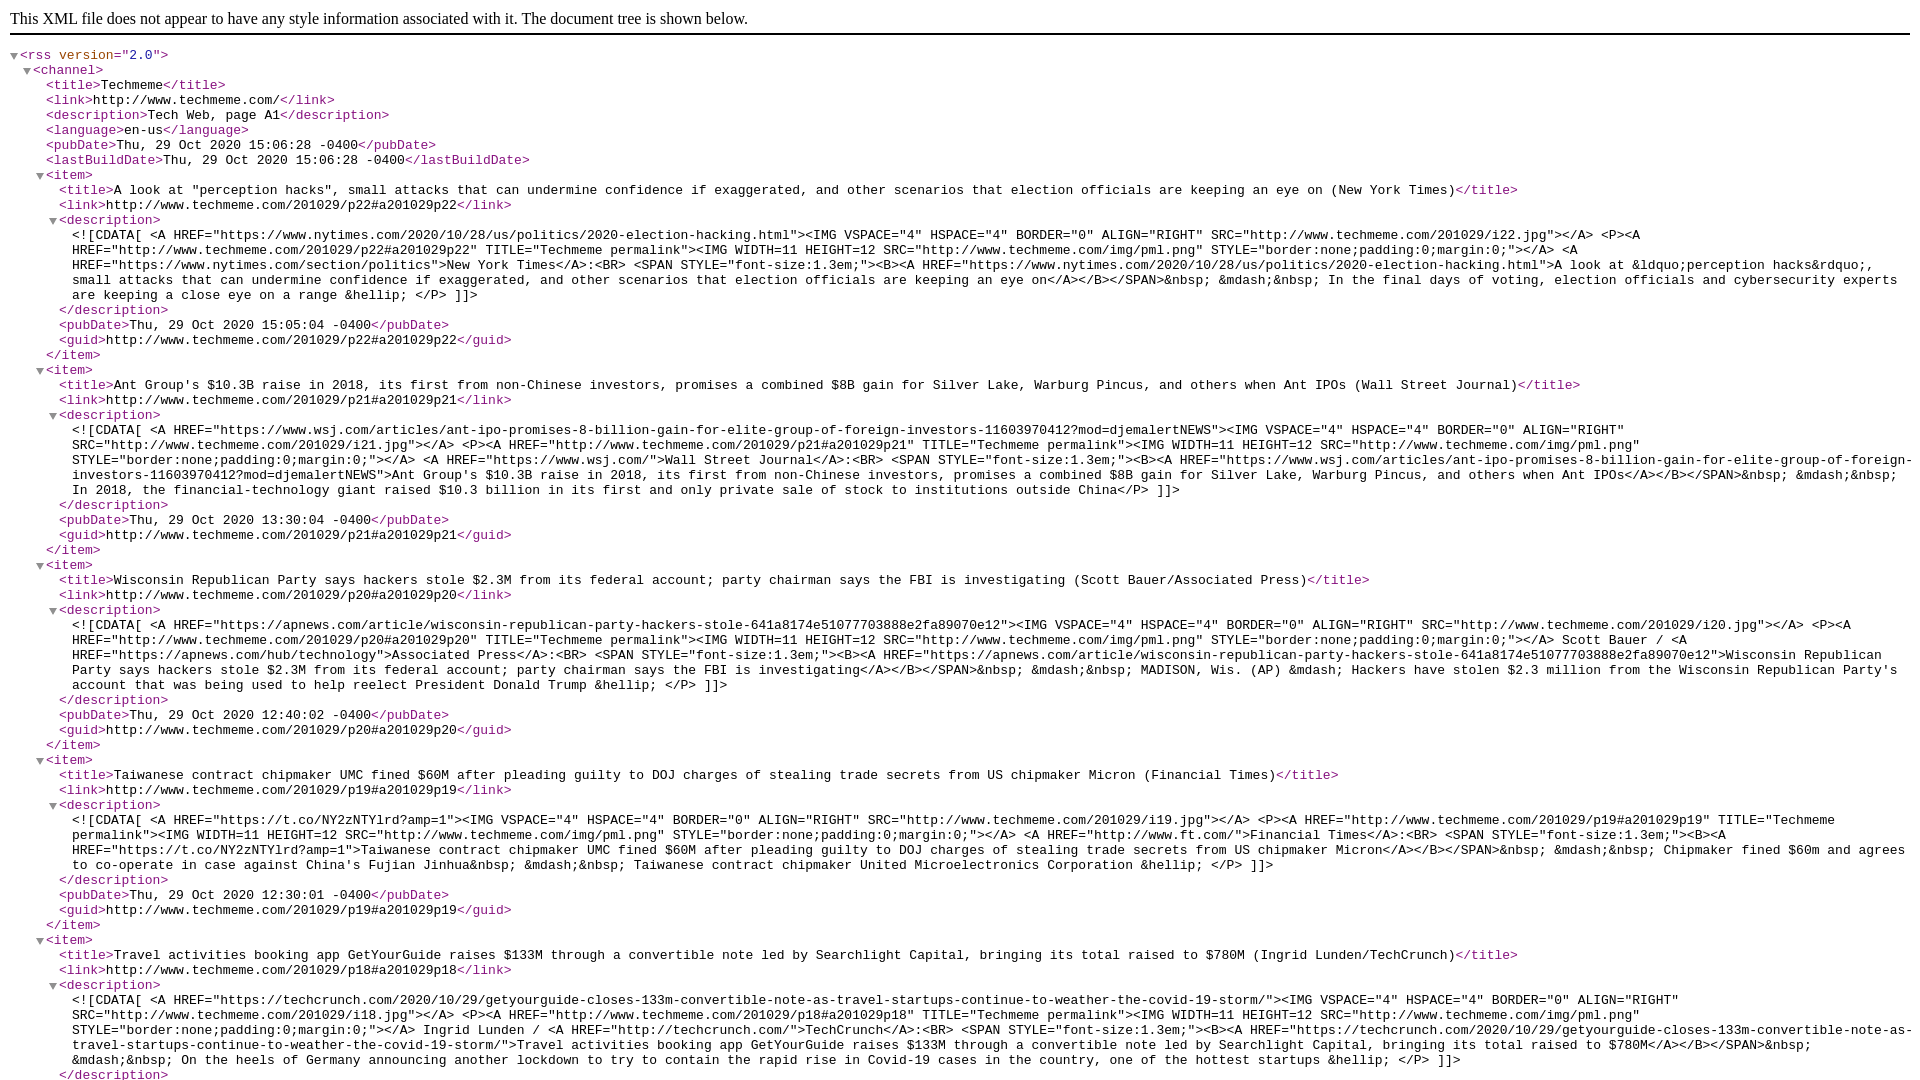 This XML file does not appear to have any style information associated with it. The document tree is shown below.
<rss version="2.0">
<channel>
<title>Techmeme</title>
<link>http://www.techmeme.com/</link>
<description>Tech Web, page A1</description>
<language>en-us</language>
<pubDate>Thu, 29 Oct 2020 15:06:28 -0400</pubDate>
<lastBuildDate>Thu, 29 Oct 2020 15:06:28 -0400</lastBuildDate>
<item>
<title>A look at "perception hacks", small attacks that can undermine confidence if exaggerated, and other scenarios that election officials are keeping an eye on (New York Times)</title>
<link>http://www.techmeme.com/201029/p22#a201029p22</link>
<description>
<![CDATA[ <A HREF="https://www.nytimes.com/2020/10/28/us/politics/2020-election-hacking.html"><IMG VSPACE="4" HSPACE="4" BORDER="0" ALIGN="RIGHT" SRC="http://www.techmeme.com/201029/i22.jpg"></A> <P><A
HREF="http://www.techmeme.com/201029/p22#a201029p22" TITLE="Techmeme permalink"><IMG WIDTH=11 HEIGHT=12 SRC="http://www.techmeme.com/img/pml.png" STYLE="border:none;padding:0;margin:0;"></A> <A
HREF="https://www.nytimes.com/section/politics">New York Times</A>:<BR> <SPAN STYLE="font-size:1.3em;"><B><A HREF="https://www.nytimes.com/2020/10/28/us/politics/2020-election-hacking.html">A look at &ldquo;perception hacks&rdquo;,
small attacks that can undermine confidence if exaggerated, and other scenarios that election officials are keeping an eye on</A></B></SPAN>&nbsp; &mdash;&nbsp; In the final days of voting, election officials and cybersecurity experts
are keeping a close eye on a range &hellip; </P> ]]>
</description>
<pubDate>Thu, 29 Oct 2020 15:05:04 -0400</pubDate>
<guid>http://www.techmeme.com/201029/p22#a201029p22</guid>
</item>
<item>
<title>Ant Group's $10.3B raise in 2018, its first from non-Chinese investors, promises a combined $8B gain for Silver Lake, Warburg Pincus, and others when Ant IPOs (Wall Street Journal)</title>
<link>http://www.techmeme.com/201029/p21#a201029p21</link>
<description>
<![CDATA[ <A HREF="https://www.wsj.com/articles/ant-ipo-promises-8-billion-gain-for-elite-group-of-foreign-investors-11603970412?mod=djemalertNEWS"><IMG VSPACE="4" HSPACE="4" BORDER="0" ALIGN="RIGHT"
SRC="http://www.techmeme.com/201029/i21.jpg"></A> <P><A HREF="http://www.techmeme.com/201029/p21#a201029p21" TITLE="Techmeme permalink"><IMG WIDTH=11 HEIGHT=12 SRC="http://www.techmeme.com/img/pml.png"
STYLE="border:none;padding:0;margin:0;"></A> <A HREF="https://www.wsj.com/">Wall Street Journal</A>:<BR> <SPAN STYLE="font-size:1.3em;"><B><A HREF="https://www.wsj.com/articles/ant-ipo-promises-8-billion-gain-for-elite-group-of-foreign-
investors-11603970412?mod=djemalertNEWS">Ant Group's $10.3B raise in 2018, its first from non-Chinese investors, promises a combined $8B gain for Silver Lake, Warburg Pincus, and others when Ant IPOs</A></B></SPAN>&nbsp; &mdash;&nbsp;
In 2018, the financial-technology giant raised $10.3 billion in its first and only private sale of stock to institutions outside China</P> ]]>
</description>
<pubDate>Thu, 29 Oct 2020 13:30:04 -0400</pubDate>
<guid>http://www.techmeme.com/201029/p21#a201029p21</guid>
</item>
<item>
<title>Wisconsin Republican Party says hackers stole $2.3M from its federal account; party chairman says the FBI is investigating (Scott Bauer/Associated Press)</title>
<link>http://www.techmeme.com/201029/p20#a201029p20</link>
<description>
<![CDATA[ <A HREF="https://apnews.com/article/wisconsin-republican-party-hackers-stole-641a8174e51077703888e2fa89070e12"><IMG VSPACE="4" HSPACE="4" BORDER="0" ALIGN="RIGHT" SRC="http://www.techmeme.com/201029/i20.jpg"></A> <P><A
HREF="http://www.techmeme.com/201029/p20#a201029p20" TITLE="Techmeme permalink"><IMG WIDTH=11 HEIGHT=12 SRC="http://www.techmeme.com/img/pml.png" STYLE="border:none;padding:0;margin:0;"></A> Scott Bauer / <A
HREF="https://apnews.com/hub/technology">Associated Press</A>:<BR> <SPAN STYLE="font-size:1.3em;"><B><A HREF="https://apnews.com/article/wisconsin-republican-party-hackers-stole-641a8174e51077703888e2fa89070e12">Wisconsin Republican
Party says hackers stole $2.3M from its federal account; party chairman says the FBI is investigating</A></B></SPAN>&nbsp; &mdash;&nbsp; MADISON, Wis. (AP) &mdash; Hackers have stolen $2.3 million from the Wisconsin Republican Party's
account that was being used to help reelect President Donald Trump &hellip; </P> ]]>
</description>
<pubDate>Thu, 29 Oct 2020 12:40:02 -0400</pubDate>
<guid>http://www.techmeme.com/201029/p20#a201029p20</guid>
</item>
<item>
<title>Taiwanese contract chipmaker UMC fined $60M after pleading guilty to DOJ charges of stealing trade secrets from US chipmaker Micron (Financial Times)</title>
<link>http://www.techmeme.com/201029/p19#a201029p19</link>
<description>
<![CDATA[ <A HREF="https://t.co/NY2zNTYlrd?amp=1"><IMG VSPACE="4" HSPACE="4" BORDER="0" ALIGN="RIGHT" SRC="http://www.techmeme.com/201029/i19.jpg"></A> <P><A HREF="http://www.techmeme.com/201029/p19#a201029p19" TITLE="Techmeme
permalink"><IMG WIDTH=11 HEIGHT=12 SRC="http://www.techmeme.com/img/pml.png" STYLE="border:none;padding:0;margin:0;"></A> <A HREF="http://www.ft.com/">Financial Times</A>:<BR> <SPAN STYLE="font-size:1.3em;"><B><A
HREF="https://t.co/NY2zNTYlrd?amp=1">Taiwanese contract chipmaker UMC fined $60M after pleading guilty to DOJ charges of stealing trade secrets from US chipmaker Micron</A></B></SPAN>&nbsp; &mdash;&nbsp; Chipmaker fined $60m and agrees
to co-operate in case against China's Fujian Jinhua&nbsp; &mdash;&nbsp; Taiwanese contract chipmaker United Microelectronics Corporation &hellip; </P> ]]>
</description>
<pubDate>Thu, 29 Oct 2020 12:30:01 -0400</pubDate>
<guid>http://www.techmeme.com/201029/p19#a201029p19</guid>
</item>
<item>
<title>Travel activities booking app GetYourGuide raises $133M through a convertible note led by Searchlight Capital, bringing its total raised to $780M (Ingrid Lunden/TechCrunch)</title>
<link>http://www.techmeme.com/201029/p18#a201029p18</link>
<description>
<![CDATA[ <A HREF="https://techcrunch.com/2020/10/29/getyourguide-closes-133m-convertible-note-as-travel-startups-continue-to-weather-the-covid-19-storm/"><IMG VSPACE="4" HSPACE="4" BORDER="0" ALIGN="RIGHT"
SRC="http://www.techmeme.com/201029/i18.jpg"></A> <P><A HREF="http://www.techmeme.com/201029/p18#a201029p18" TITLE="Techmeme permalink"><IMG WIDTH=11 HEIGHT=12 SRC="http://www.techmeme.com/img/pml.png"
STYLE="border:none;padding:0;margin:0;"></A> Ingrid Lunden / <A HREF="http://techcrunch.com/">TechCrunch</A>:<BR> <SPAN STYLE="font-size:1.3em;"><B><A HREF="https://techcrunch.com/2020/10/29/getyourguide-closes-133m-convertible-note-as-
travel-startups-continue-to-weather-the-covid-19-storm/">Travel activities booking app GetYourGuide raises $133M through a convertible note led by Searchlight Capital, bringing its total raised to $780M</A></B></SPAN>&nbsp;
&mdash;&nbsp; On the heels of Germany announcing another lockdown to try to contain the rapid rise in Covid-19 cases in the country, one of the hottest startups &hellip; </P> ]]>
</description>